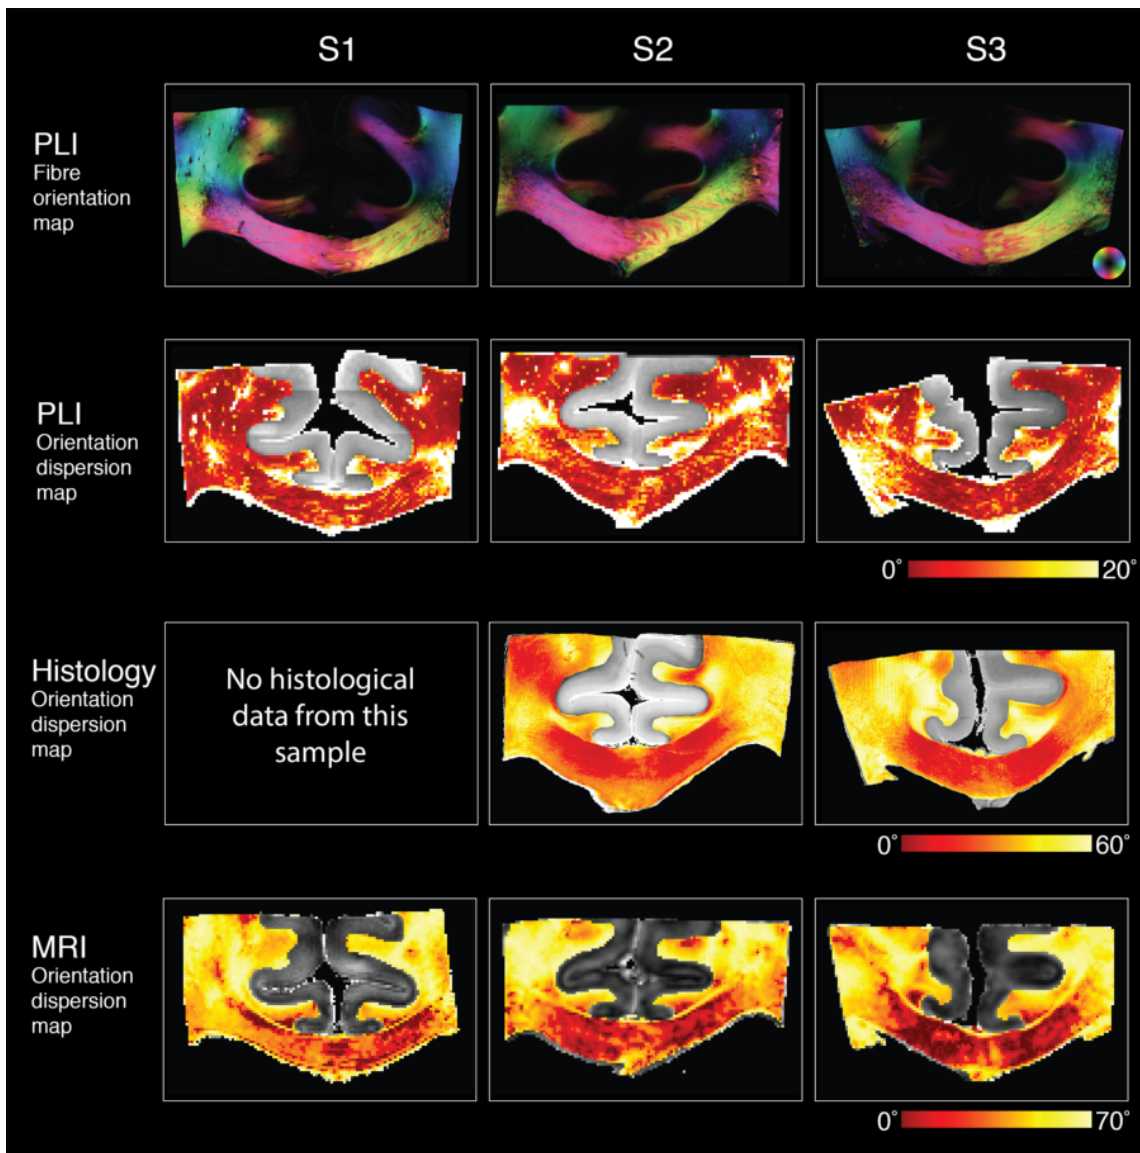 S1 S2 S3
PLI
Fibre
orientation
map
PLI
Orientation
dispersion
map
0° 20°
Histology
Orientation
dispersion
map
No histological
data from this
sample
0° 60°
MRI
Orientation
dispersion
map
0° 70°